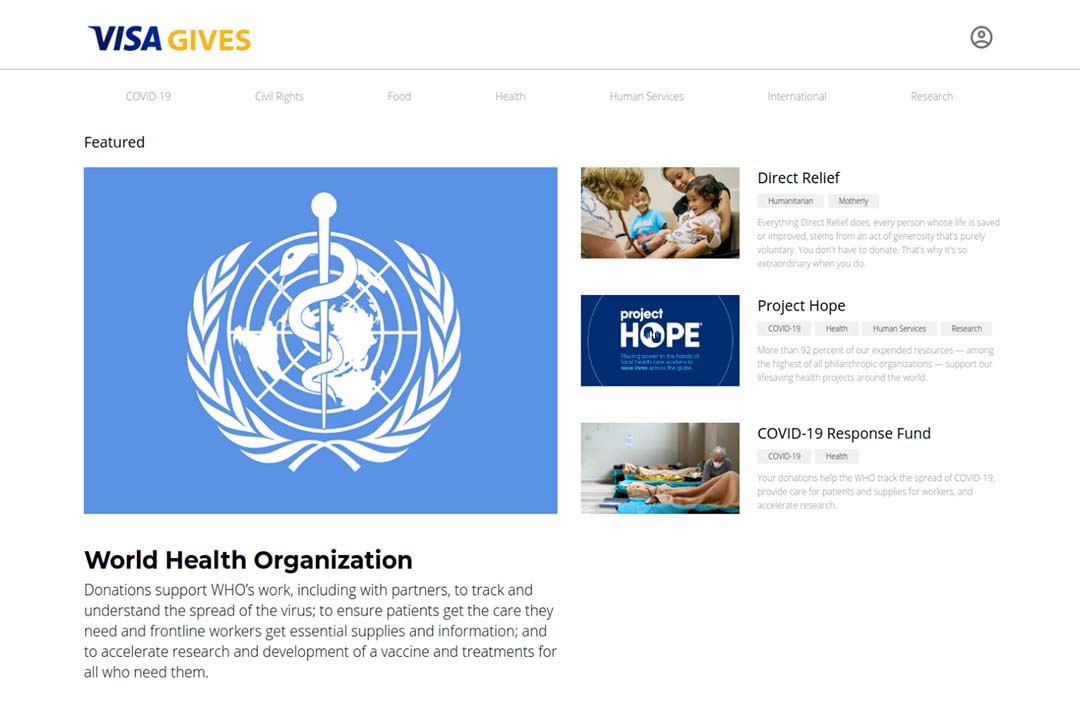 VISA GIVES
COVID-19
Civil Rights
Food
Health
Human Services
International
Research
Featured
Direct Relief
Humanitarian
Motherly
Everything Direct Relief does, every person whose life is saved
or improved, stems from an act of generosity that's purely
voluntary. You don't have to donate. That's why it's so
extraordinary when you do.
project
HOPE
Placing power in the hands of
local health care workers to
save lives across the globe.
Project Hope
COVID-19
Health
Human Services
Research
More than 92 percent of our expended resources — among
the highest of all philanthropic organizations — support our
lifesaving health projects around the world.
COVID-19 Response Fund
COVID-19
Health
Your donations help the WHO track the spread of COVID-19,
provide care for patients and supplies for workers, and
accelerate research.
World Health Organization
Donations support WHO’s work, including with partners, to track and
understand the spread of the virus; to ensure patients get the care they
need and frontline workers get essential supplies and information; and
to accelerate research and development of a vaccine and treatments for
all who need them.